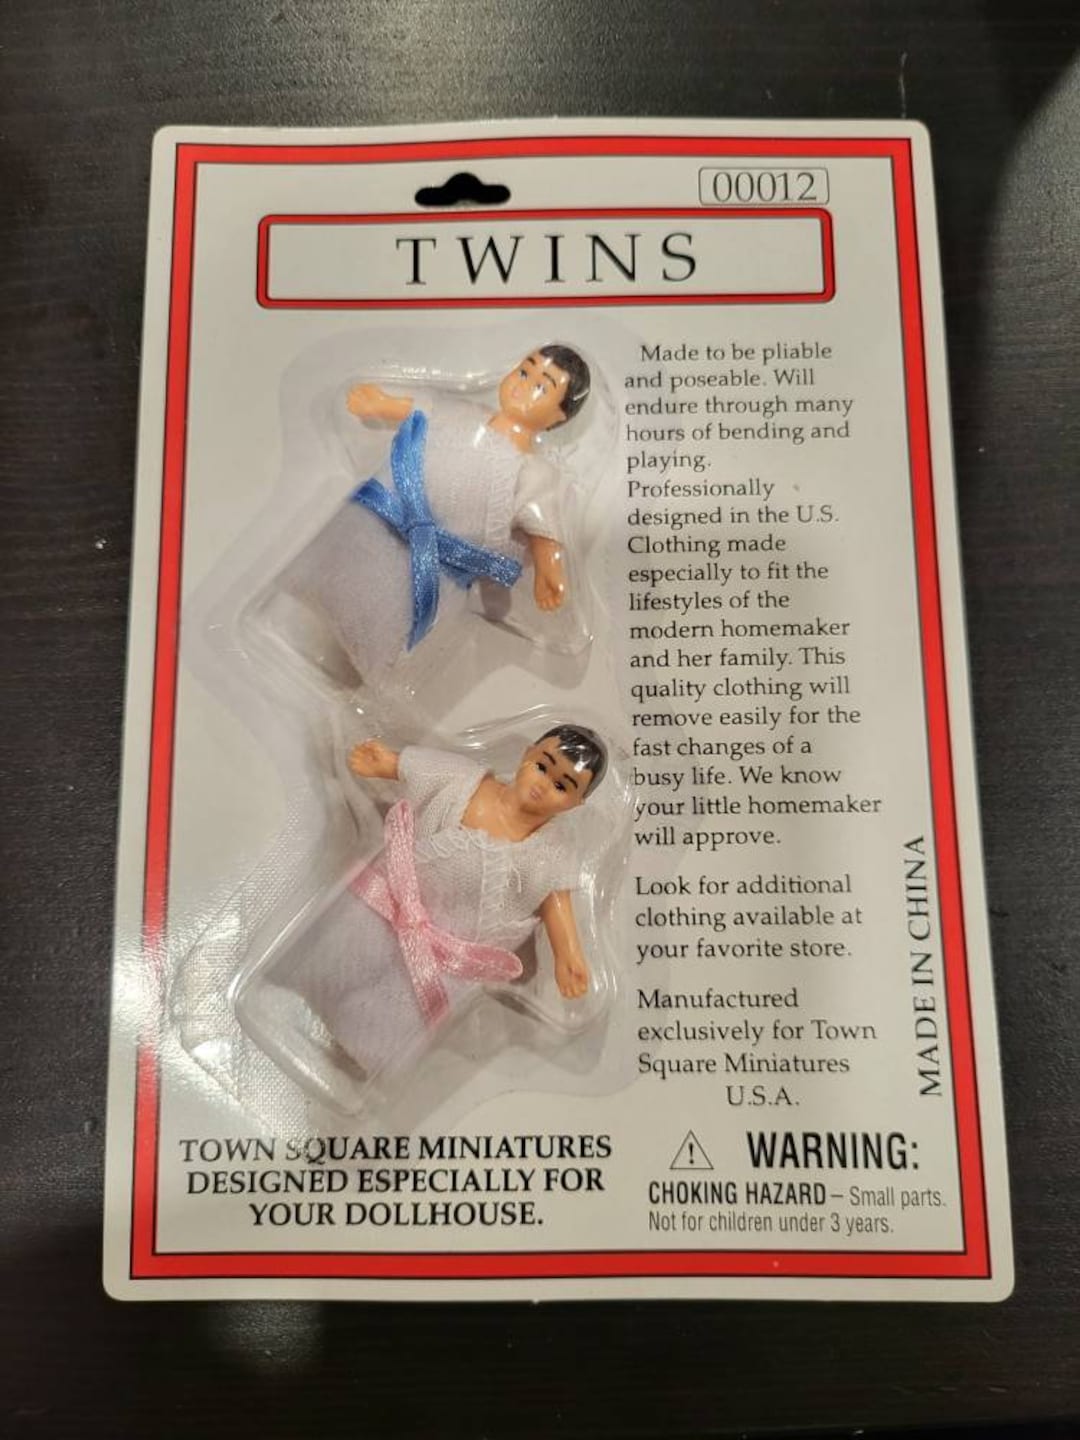 00012
TWINS
Made to be pliable
and poseable. Will
endure through many
hours of bending and
playing.
Professionally
designed in the U.S.
Clothing made
especially to fit the
lifestyles of the
modern homemaker
and her family. This
quality clothing will
remove easily for the
fast changes of a
busy life. We know
your little homemaker
will approve.
Look for additional
clothing available at
your favorite store.
Manufactured
exclusively for Town
Square Miniatures
U.S.A.
MADE IN CHINA
TOWN SQUARE MINIATURES
DESIGNED ESPECIALLY FOR
YOUR DOLLHOUSE.
WARNING:
CHOKING HAZARD – Small parts.
Not for children under 3 years.